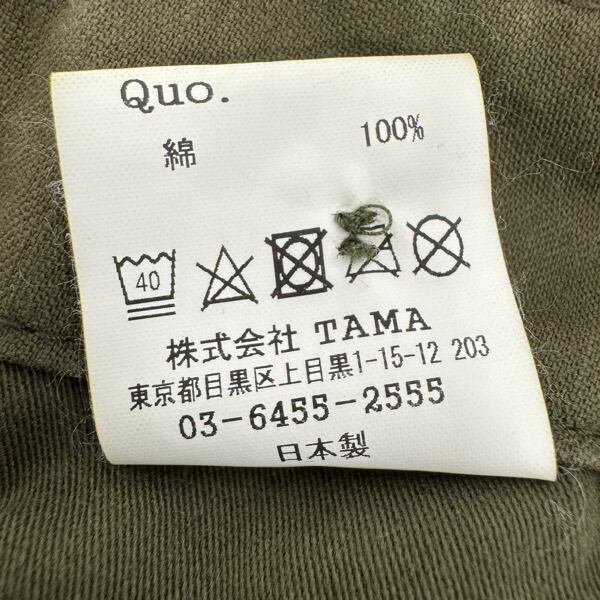 Quo.
綿 100%
40
株式会社 TAMA
東京都目黒区上目黒1-15-12 203
03-6455-2555
日本製